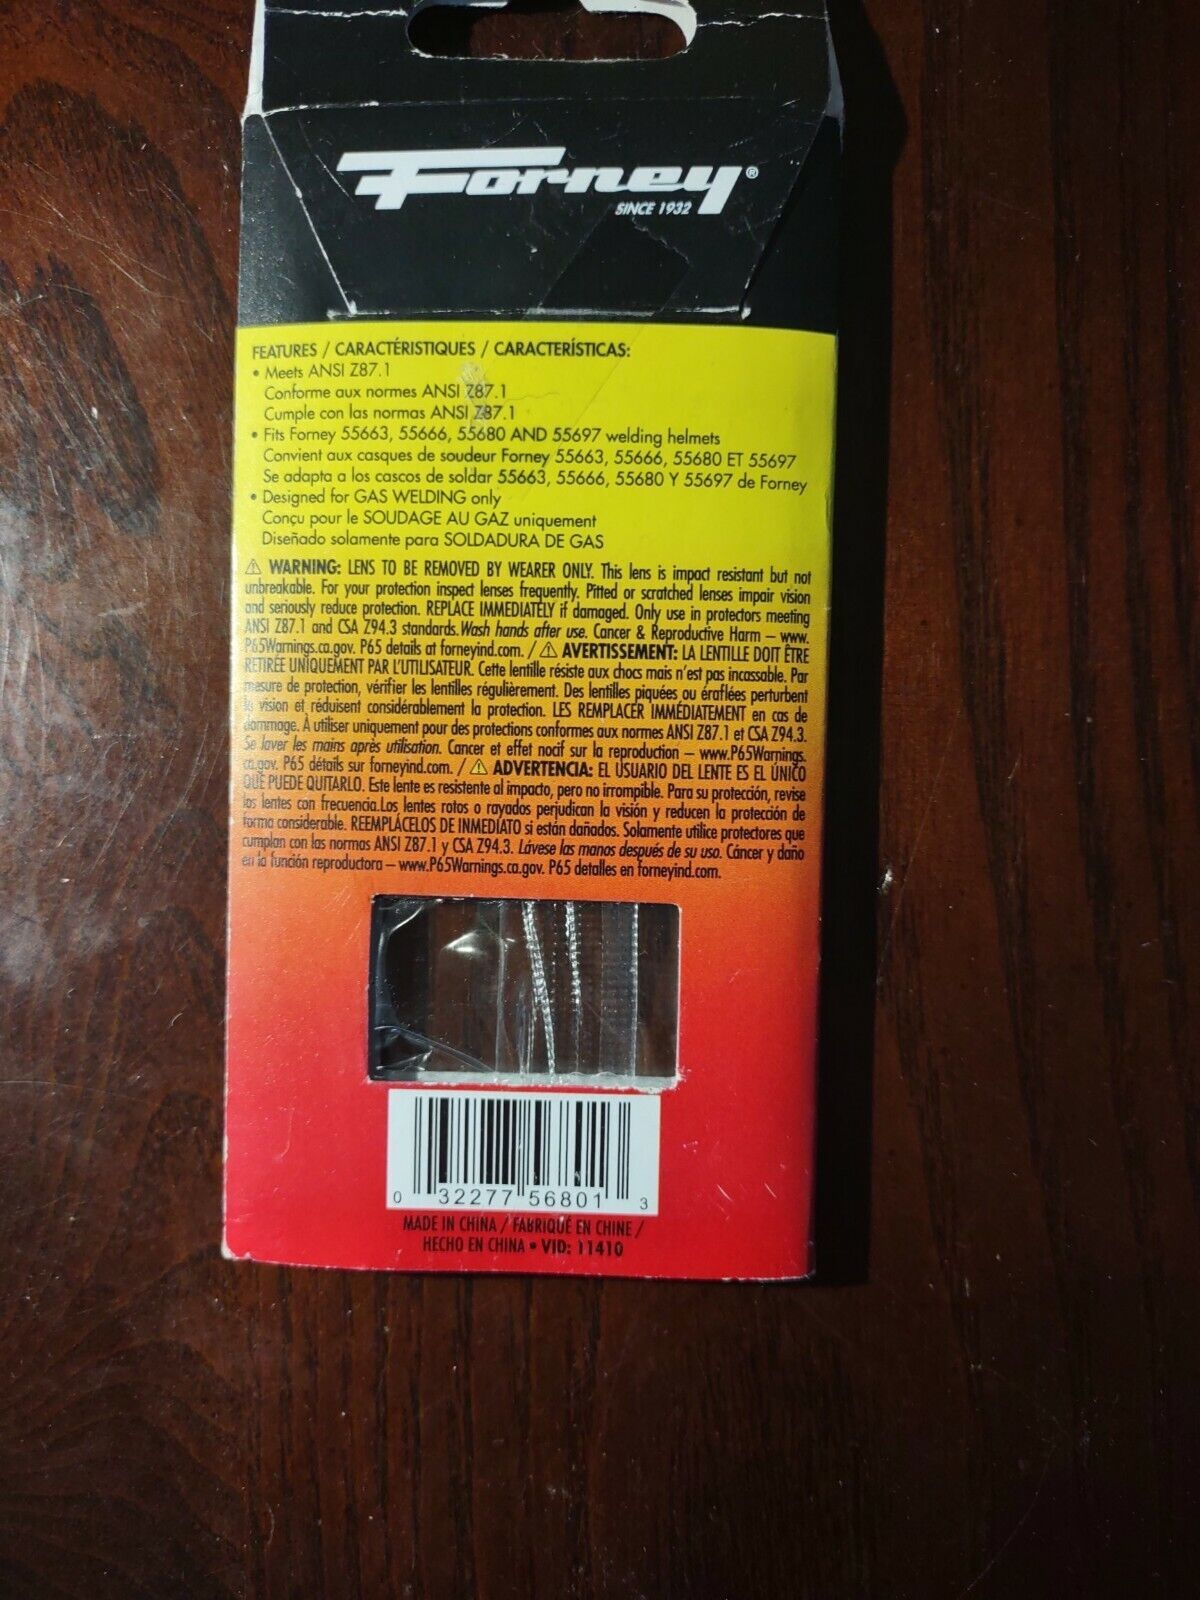 Forney®
SINCE 1932
FEATURES / CARACTÉRISTIQUES / CARACTERÍSTICAS:
• Meets ANSI Z87.1
Conforme aux normes ANSI Z87.1
Cumple con las normas ANSI Z87.1
• Fits Forney 55663, 55666, 55680 AND 55697 welding helmets
Convient aux casques de soudeur Forney 55663, 55666, 55680 ET 55697
Se adapta a los cascos de soldar 55663, 55666, 55680 Y 55697 de Forney
• Designed for GAS WELDING only
Conçu pour le SOUDAGE AU GAZ uniquement
Diseñado solamente para SOLDADURA DE GAS
⚠ WARNING: LENS TO BE REMOVED BY WEARER ONLY. This lens is impact resistant but not
unbreakable. For your protection inspect lenses frequently. Pitted or scratched lenses impair vision
and seriously reduce protection. REPLACE IMMEDIATELY if damaged. Only use in protectors meeting
ANSI Z87.1 and CSA Z94.3 standards. Wash hands after use. Cancer & Reproductive Harm – www.
P65Warnings.ca.gov. P65 details at forneyind.com. / ⚠ AVERTISSEMENT: LA LENTILLE DOIT ÊTRE
RETIRÉE UNIQUEMENT PAR L'UTILISATEUR. Cette lentille résiste aux chocs mais n'est pas incassable. Par
mesure de protection, vérifier les lentilles régulièrement. Des lentilles piquées ou éraflées perturbent
la vision et réduisent considérablement la protection. LES REMPLACER IMMÉDIATEMENT en cas de
dommage. À utiliser uniquement pour des protections conformes aux normes ANSI Z87.1 et CSA Z94.3.
Se laver les mains après utilisation. Cancer et effet nocif sur la reproduction – www.P65Warnings.
ca.gov. P65 détails sur forneyind.com. / ⚠ ADVERTENCIA: EL USUARIO DEL LENTE ES EL ÚNICO
QUE PUEDE QUITARLO. Este lente es resistente al impacto, pero no irrompible. Para su protección, revise
los lentes con frecuencia.Los lentes rotos o rayados perjudican la visión y reducen la protección de
forma considerable. REEMPLÁCELOS DE INMEDIATO si están dañados. Solamente utilice protectores que
cumplan con las normas ANSI Z87.1 y CSA Z94.3. Lávese las manos después de su uso. Cáncer y daño
en la función reproductora – www.P65Warnings.ca.gov. P65 detalles en forneyind.com.
0 32277 56801 3
MADE IN CHINA / FABRIQUÉ EN CHINE /
HECHO EN CHINA • VID: 11410